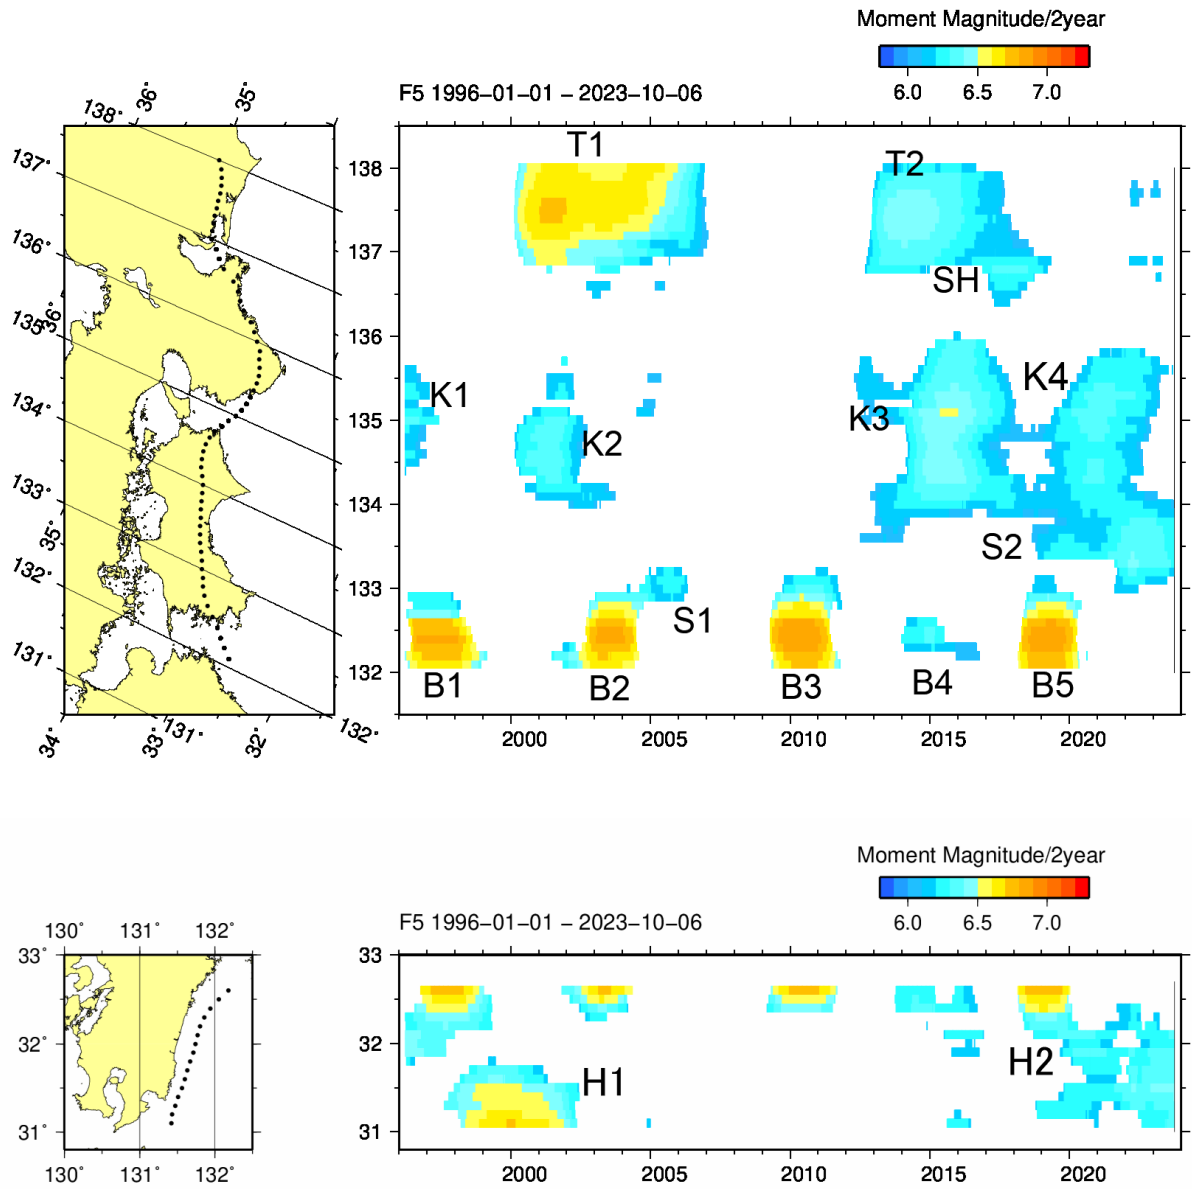 Moment Magnitude/2year
6.0 6.5 7.0
F5 1996–01–01 – 2023–10–06
138° 36° 35°
137°
136°
135° 36°
134°
133°
35°
132°
131°
34° 33° 131° 32° 132°
138
137
136
135
134
133
132
T1
T2
SH
K1
K2
K3
K4
S2
S1
B1 B2 B3 B4 B5
2000 2005 2010 2015 2020
Moment Magnitude/2year
6.0 6.5 7.0
F5 1996–01–01 – 2023–10–06
130° 131° 132°
33°
32°
31°
130° 131° 132°
33
32
31
H1
H2
2000 2005 2010 2015 2020